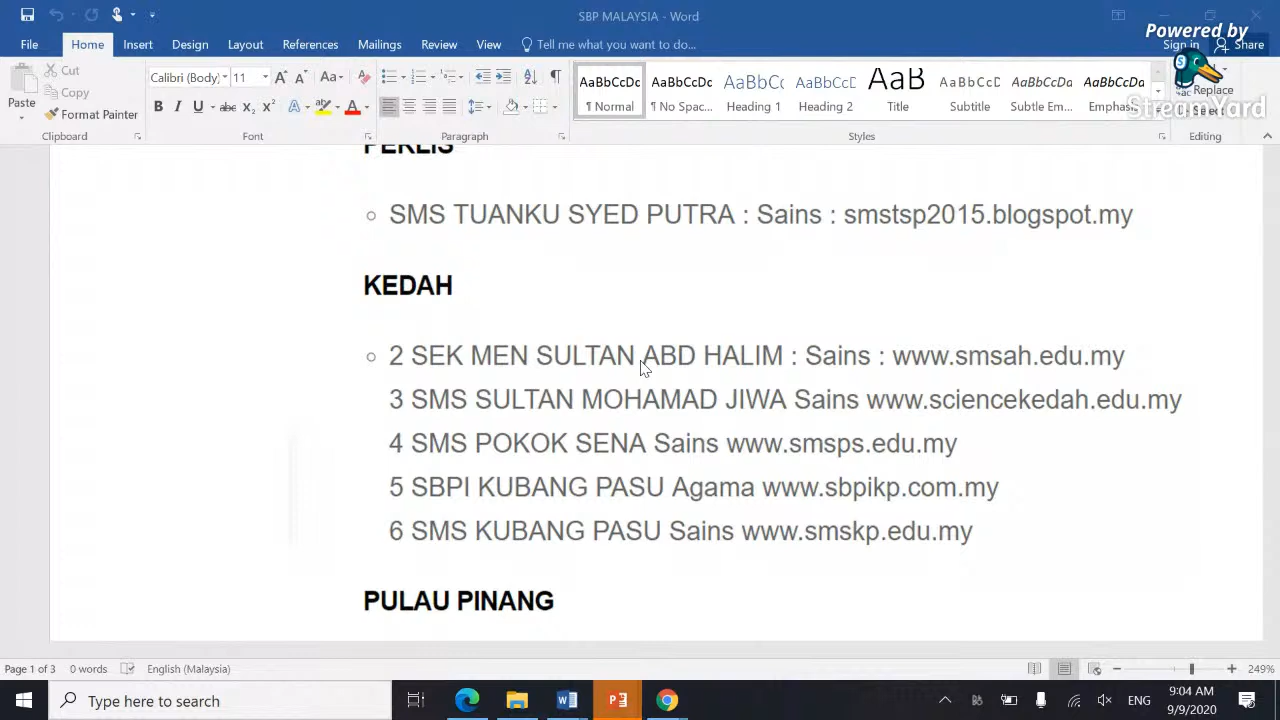 SBP MALAYSIA - Word
Powered by
StreamYard
File Home Insert Design Layout References Mailings Review View Tell me what you want to do... Sign in Share
Paste
Cut
Copy
Format Painter
Clipboard
Calibri (Body) 11
Font
Paragraph
AaBbCcDc AaBbCcDc AaBbCc AaBbCcC AaB AaBbCcD AaBbCcDc AaBbCcDc
¶ Normal ¶ No Spac... Heading 1 Heading 2 Title Subtitle Subtle Em... Emphasis
Styles
Replace
Select
Editing
PERLIS
SMS TUANKU SYED PUTRA : Sains : smstsp2015.blogspot.my
KEDAH
2 SEK MEN SULTAN ABD HALIM : Sains : www.smsah.edu.my
3 SMS SULTAN MOHAMAD JIWA Sains www.sciencekedah.edu.my
4 SMS POKOK SENA Sains www.smsps.edu.my
5 SBPI KUBANG PASU Agama www.sbpikp.com.my
6 SMS KUBANG PASU Sains www.smskp.edu.my
PULAU PINANG
Page 1 of 3 0 words English (Malaysia) 249%
Type here to search
ENG
9:04 AM
9/9/2020